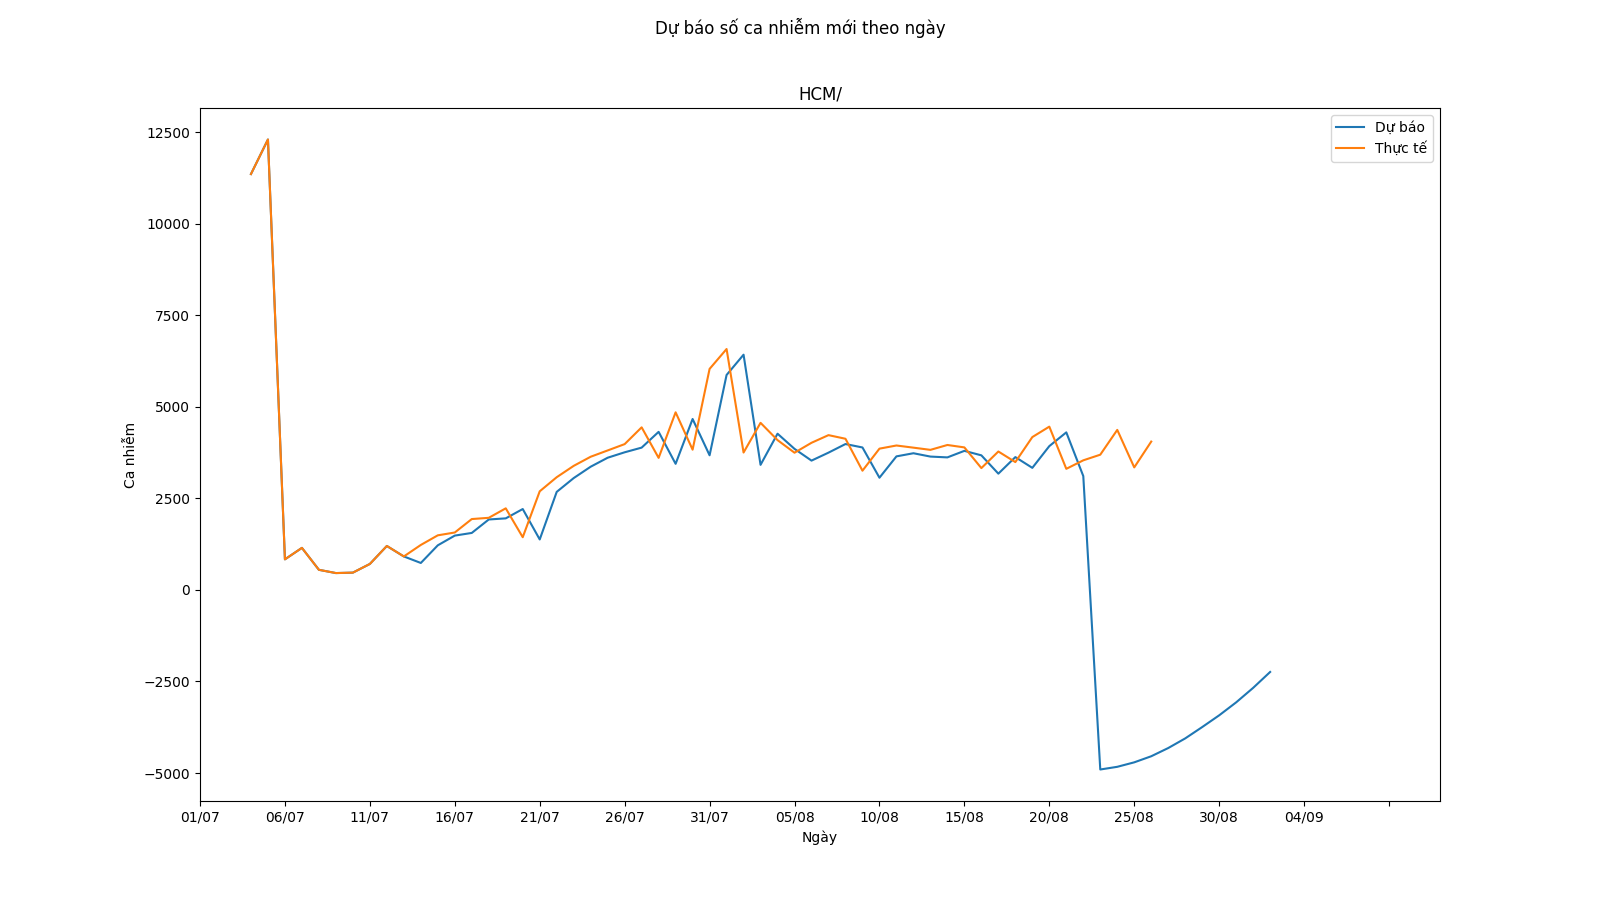 Dự báo số ca nhiễm mới theo ngày
HCM/
Dự báo
Thực tế
12500
10000
7500
5000
2500
0
−2500
−5000
Ca nhiễm
01/07 06/07 11/07 16/07 21/07 26/07 31/07 05/08 10/08 15/08 20/08 25/08 30/08 04/09
Ngày